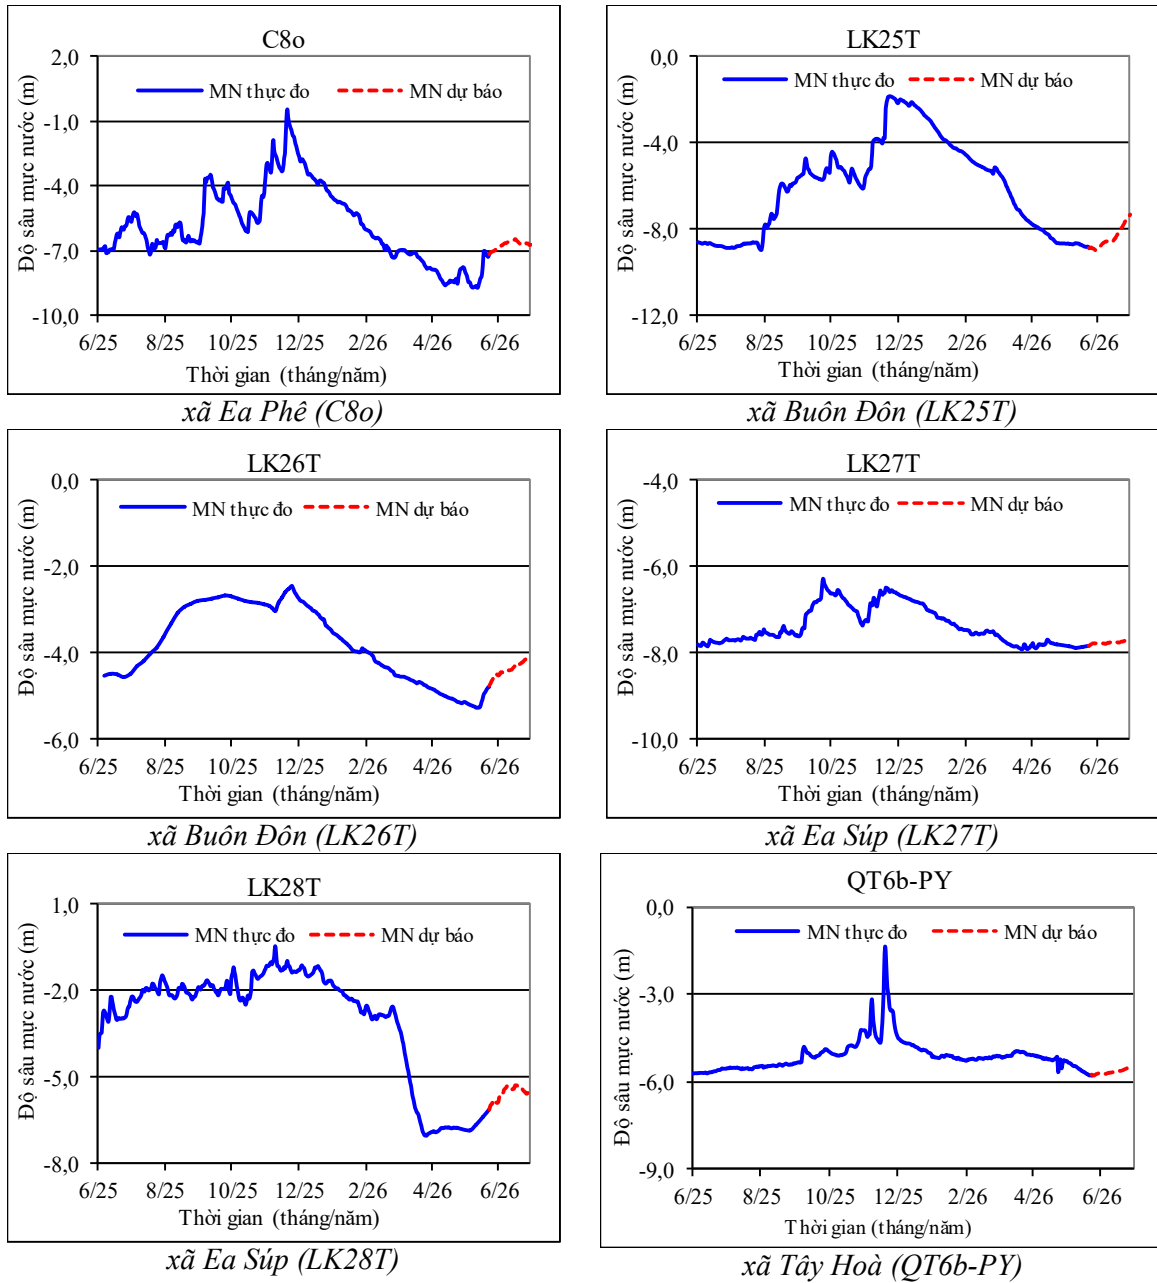 C8o
2,0
-1,0
-4,0
-7,0
-10,0
Độ sâu mực nước (m)
MN thực đo MN dự báo
6/25 8/25 10/25 12/25 2/26 4/26 6/26
Thời gian (tháng/năm)
xã Ea Phê (C8o)
LK25T
0,0
-4,0
-8,0
-12,0
Độ sâu mực nước (m)
MN thực đo MN dự báo
6/25 8/25 10/25 12/25 2/26 4/26 6/26
Thời gian (tháng/năm)
xã Buôn Đôn (LK25T)
LK26T
0,0
-2,0
-4,0
-6,0
Độ sâu mực nước (m)
MN thực đo MN dự báo
6/25 8/25 10/25 12/25 2/26 4/26 6/26
Thời gian (tháng/năm)
xã Buôn Đôn (LK26T)
LK27T
-4,0
-6,0
-8,0
-10,0
Độ sâu mực nước (m)
MN thực đo MN dự báo
6/25 8/25 10/25 12/25 2/26 4/26 6/26
Thời gian (tháng/năm)
xã Ea Súp (LK27T)
LK28T
1,0
-2,0
-5,0
-8,0
Độ sâu mực nước (m)
MN thực đo MN dự báo
6/25 8/25 10/25 12/25 2/26 4/26 6/26
Thời gian (tháng/năm)
xã Ea Súp (LK28T)
QT6b-PY
0,0
-3,0
-6,0
-9,0
Độ sâu mực nước (m)
MN thực đo MN dự báo
6/25 8/25 10/25 12/25 2/26 4/26 6/26
Thời gian (tháng/năm)
xã Tây Hoà (QT6b-PY)